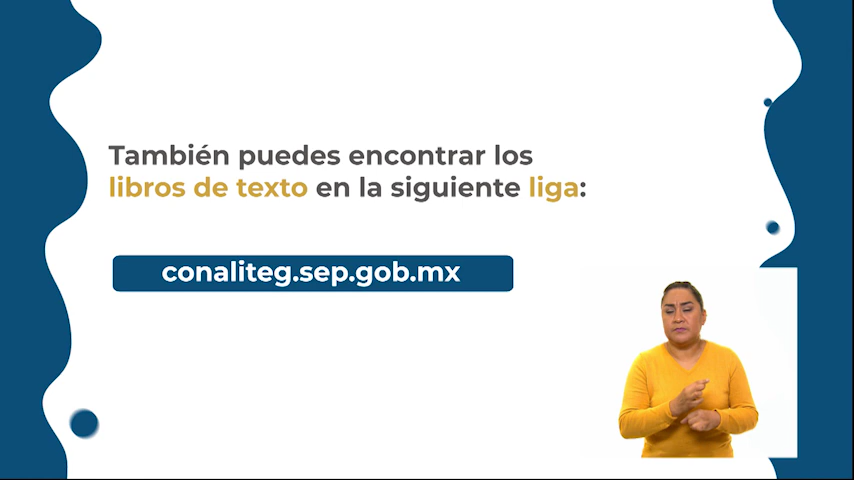 También puedes encontrar los
libros de texto en la siguiente liga:
conaliteg.sep.gob.mx